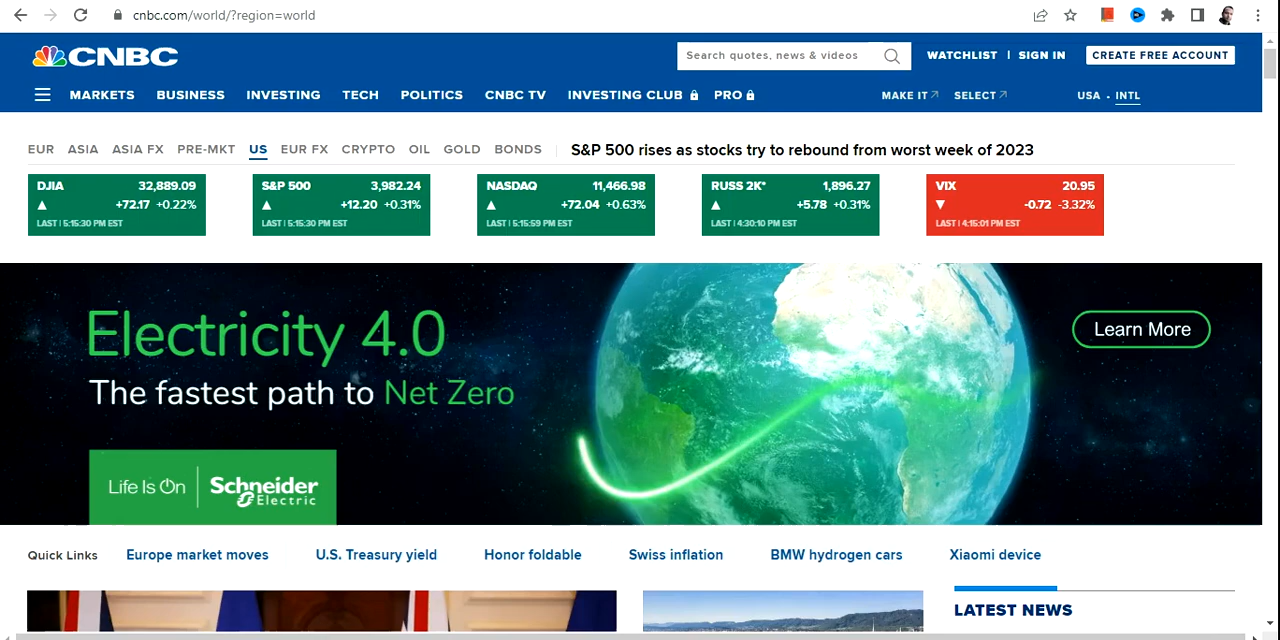 cnbc.com/world/?region=world
CNBC
Search quotes, news & videos
WATCHLIST | SIGN IN
CREATE FREE ACCOUNT
MARKETS BUSINESS INVESTING TECH POLITICS CNBC TV INVESTING CLUB PRO
MAKE IT SELECT
USA • INTL
EUR ASIA ASIA FX PRE-MKT US EUR FX CRYPTO OIL GOLD BONDS
S&P 500 rises as stocks try to rebound from worst week of 2023
DJIA 32,889.09
+72.17 +0.22%
LAST | 5:15:30 PM EST
S&P 500 3,982.24
+12.20 +0.31%
LAST | 5:15:30 PM EST
NASDAQ 11,466.98
+72.04 +0.63%
LAST | 5:15:59 PM EST
RUSS 2K* 1,896.27
+5.78 +0.31%
LAST | 4:30:10 PM EST
VIX 20.95
-0.72 -3.32%
LAST | 4:15:01 PM EST
Electricity 4.0
The fastest path to Net Zero
Learn More
Life Is On | Schneider Electric
Quick Links Europe market moves U.S. Treasury yield Honor foldable Swiss inflation BMW hydrogen cars Xiaomi device
LATEST NEWS